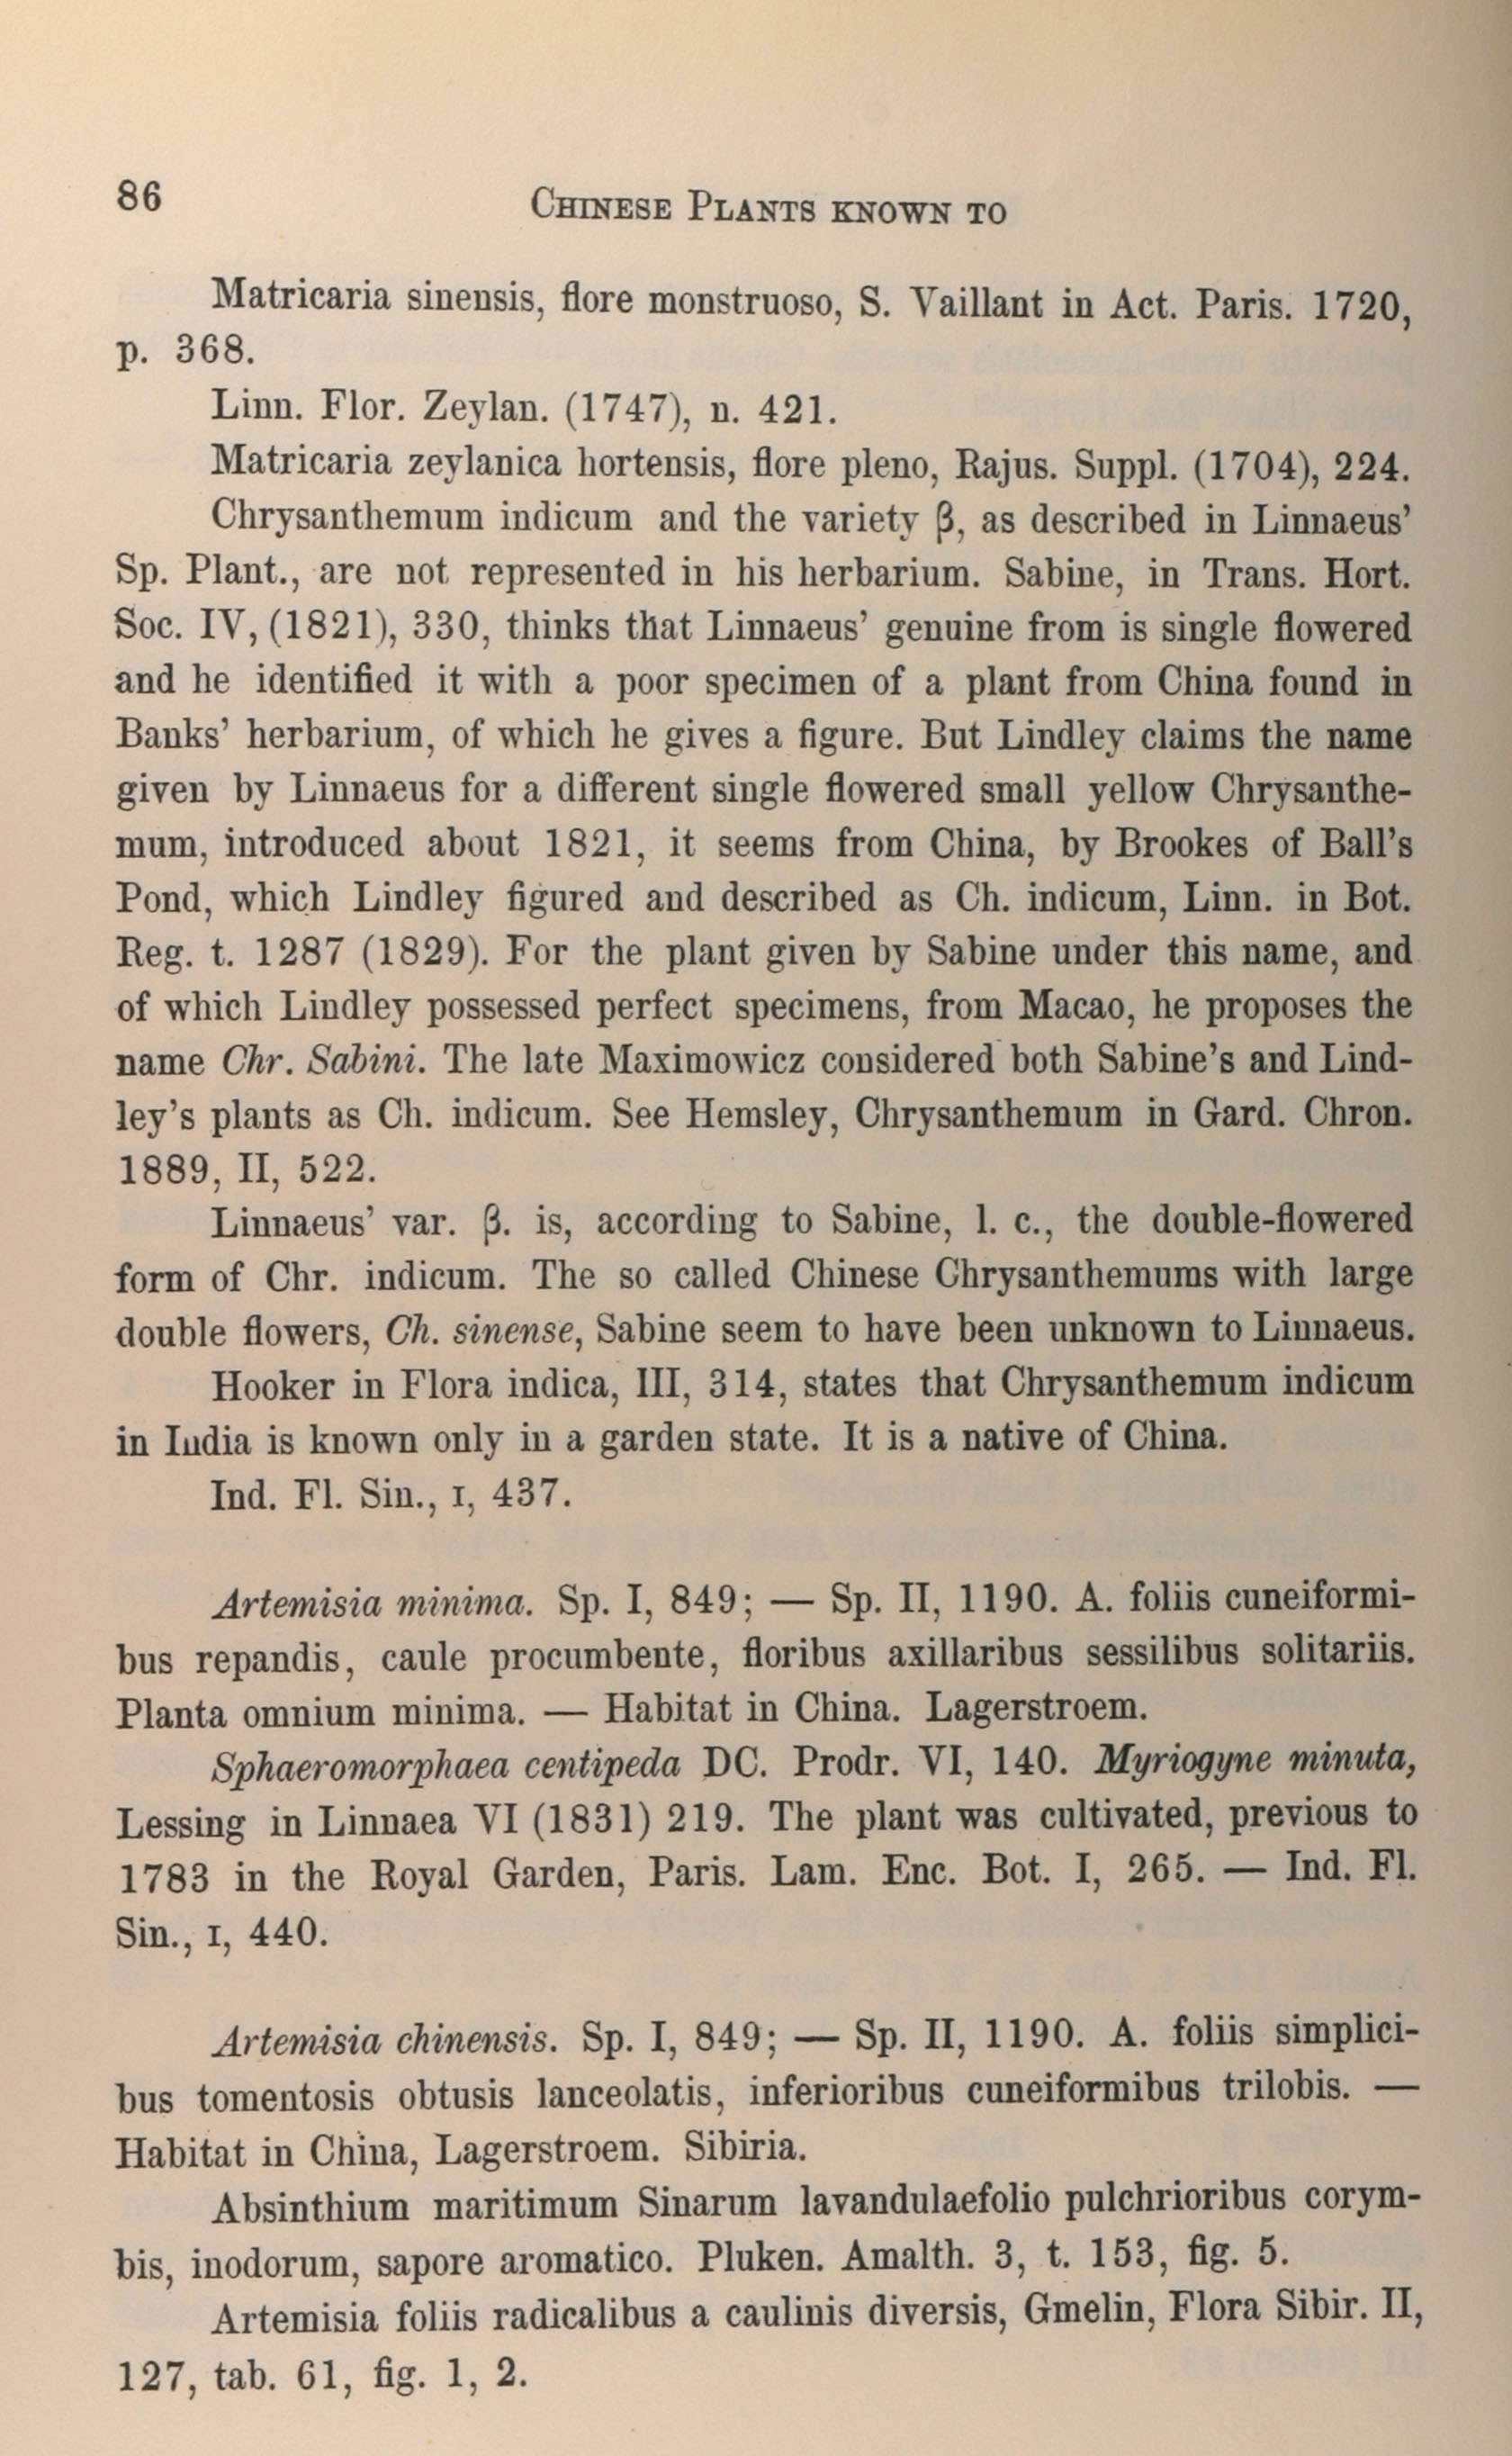 86
CHINESE PLANTS KNOWN TO
Matricaria sinensis, flore monstruoso, S. Vaillant in Act. Paris. 1720,
p. 368.
Linn. Flor. Zeylan. (1747), n. 421.
Matricaria zeylanica hortensis, flore pleno, Rajus. Suppl. (1704), 224.
Chrysanthemum indicum and the variety β, as described in Linnaeus'
Sp. Plant., are not represented in his herbarium. Sabine, in Trans. Hort.
Soc. IV, (1821), 330, thinks that Linnaeus' genuine from is single flowered
and he identified it with a poor specimen of a plant from China found in
Banks' herbarium, of which he gives a figure. But Lindley claims the name
given by Linnaeus for a different single flowered small yellow Chrysanthe-
mum, introduced about 1821, it seems from China, by Brookes of Ball's
Pond, which Lindley figured and described as Ch. indicum, Linn. in Bot.
Reg. t. 1287 (1829). For the plant given by Sabine under this name, and
of which Lindley possessed perfect specimens, from Macao, he proposes the
name Chr. Sabini. The late Maximowicz considered both Sabine's and Lind-
ley's plants as Ch. indicum. See Hemsley, Chrysanthemum in Gard. Chron.
1889, II, 522.
Linnaeus' var. β. is, according to Sabine, l. c., the double-flowered
form of Chr. indicum. The so called Chinese Chrysanthemums with large
double flowers, Ch. sinense, Sabine seem to have been unknown to Linnaeus.
Hooker in Flora indica, III, 314, states that Chrysanthemum indicum
in India is known only in a garden state. It is a native of China.
Ind. Fl. Sin., I, 437.
Artemisia minima. Sp. I, 849; — Sp. II, 1190. A. foliis cuneiformi-
bus repandis, caule procumbente, floribus axillaribus sessilibus solitariis.
Planta omnium minima. — Habitat in China. Lagerstroem.
Sphaeromorphaea centipeda DC. Prodr. VI, 140. Myriogyne minuta,
Lessing in Linnaea VI (1831) 219. The plant was cultivated, previous to
1783 in the Royal Garden, Paris. Lam. Enc. Bot. I, 265. — Ind. Fl.
Sin., I, 440.
Artemisia chinensis. Sp. I, 849; — Sp. II, 1190. A. foliis simplici-
bus tomentosis obtusis lanceolatis, inferioribus cuneiformibus trilobis. —
Habitat in China, Lagerstroem. Sibiria.
Absinthium maritimum Sinarum lavandulaefolio pulchrioribus corym-
bis, inodorum, sapore aromatico. Pluken. Amalth. 3, t. 153, fig. 5.
Artemisia foliis radicalibus a caulinis diversis, Gmelin, Flora Sibir. II,
127, tab. 61, fig. 1, 2.